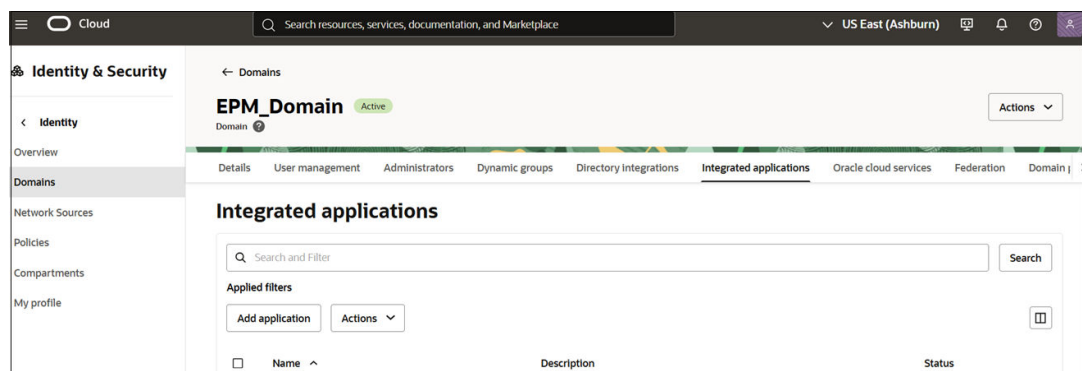 Cloud
Search resources, services, documentation, and Marketplace
US East (Ashburn)
Identity & Security
Identity
Overview
Domains
Network Sources
Policies
Compartments
My profile
← Domains
EPM_Domain Active
Domain ?
Actions
Details User management Administrators Dynamic groups Directory integrations Integrated applications Oracle cloud services Federation Domain
Integrated applications
Search and Filter
Search
Applied filters
Add application Actions
Name Description Status